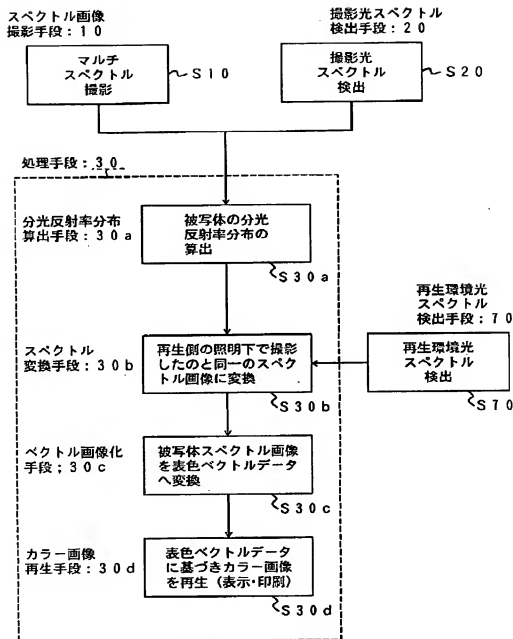 スペクトル画像
撮影手段：10
マルチ
スペクトル
撮影
S10
撮影光スペクトル
検出手段：20
撮影光
スペクトル
検出
S20
処理手段：30
分光反射率分布
算出手段：30a
被写体の分光
反射率分布の
算出
S30a
再生環境光
スペクトル
検出手段：70
再生環境光
スペクトル
検出
S70
スペクトル
変換手段：30b
再生側の照明下で撮影
したのと同一のスペク
トル画像に変換
S30b
ベクトル画像化
手段；30c
被写体スペクトル画像
を表色ベクトルデータ
へ変換
S30c
カラー画像
再生手段：30d
表色ベクトルデータ
に基づきカラー画像
を再生（表示・印刷）
S30d